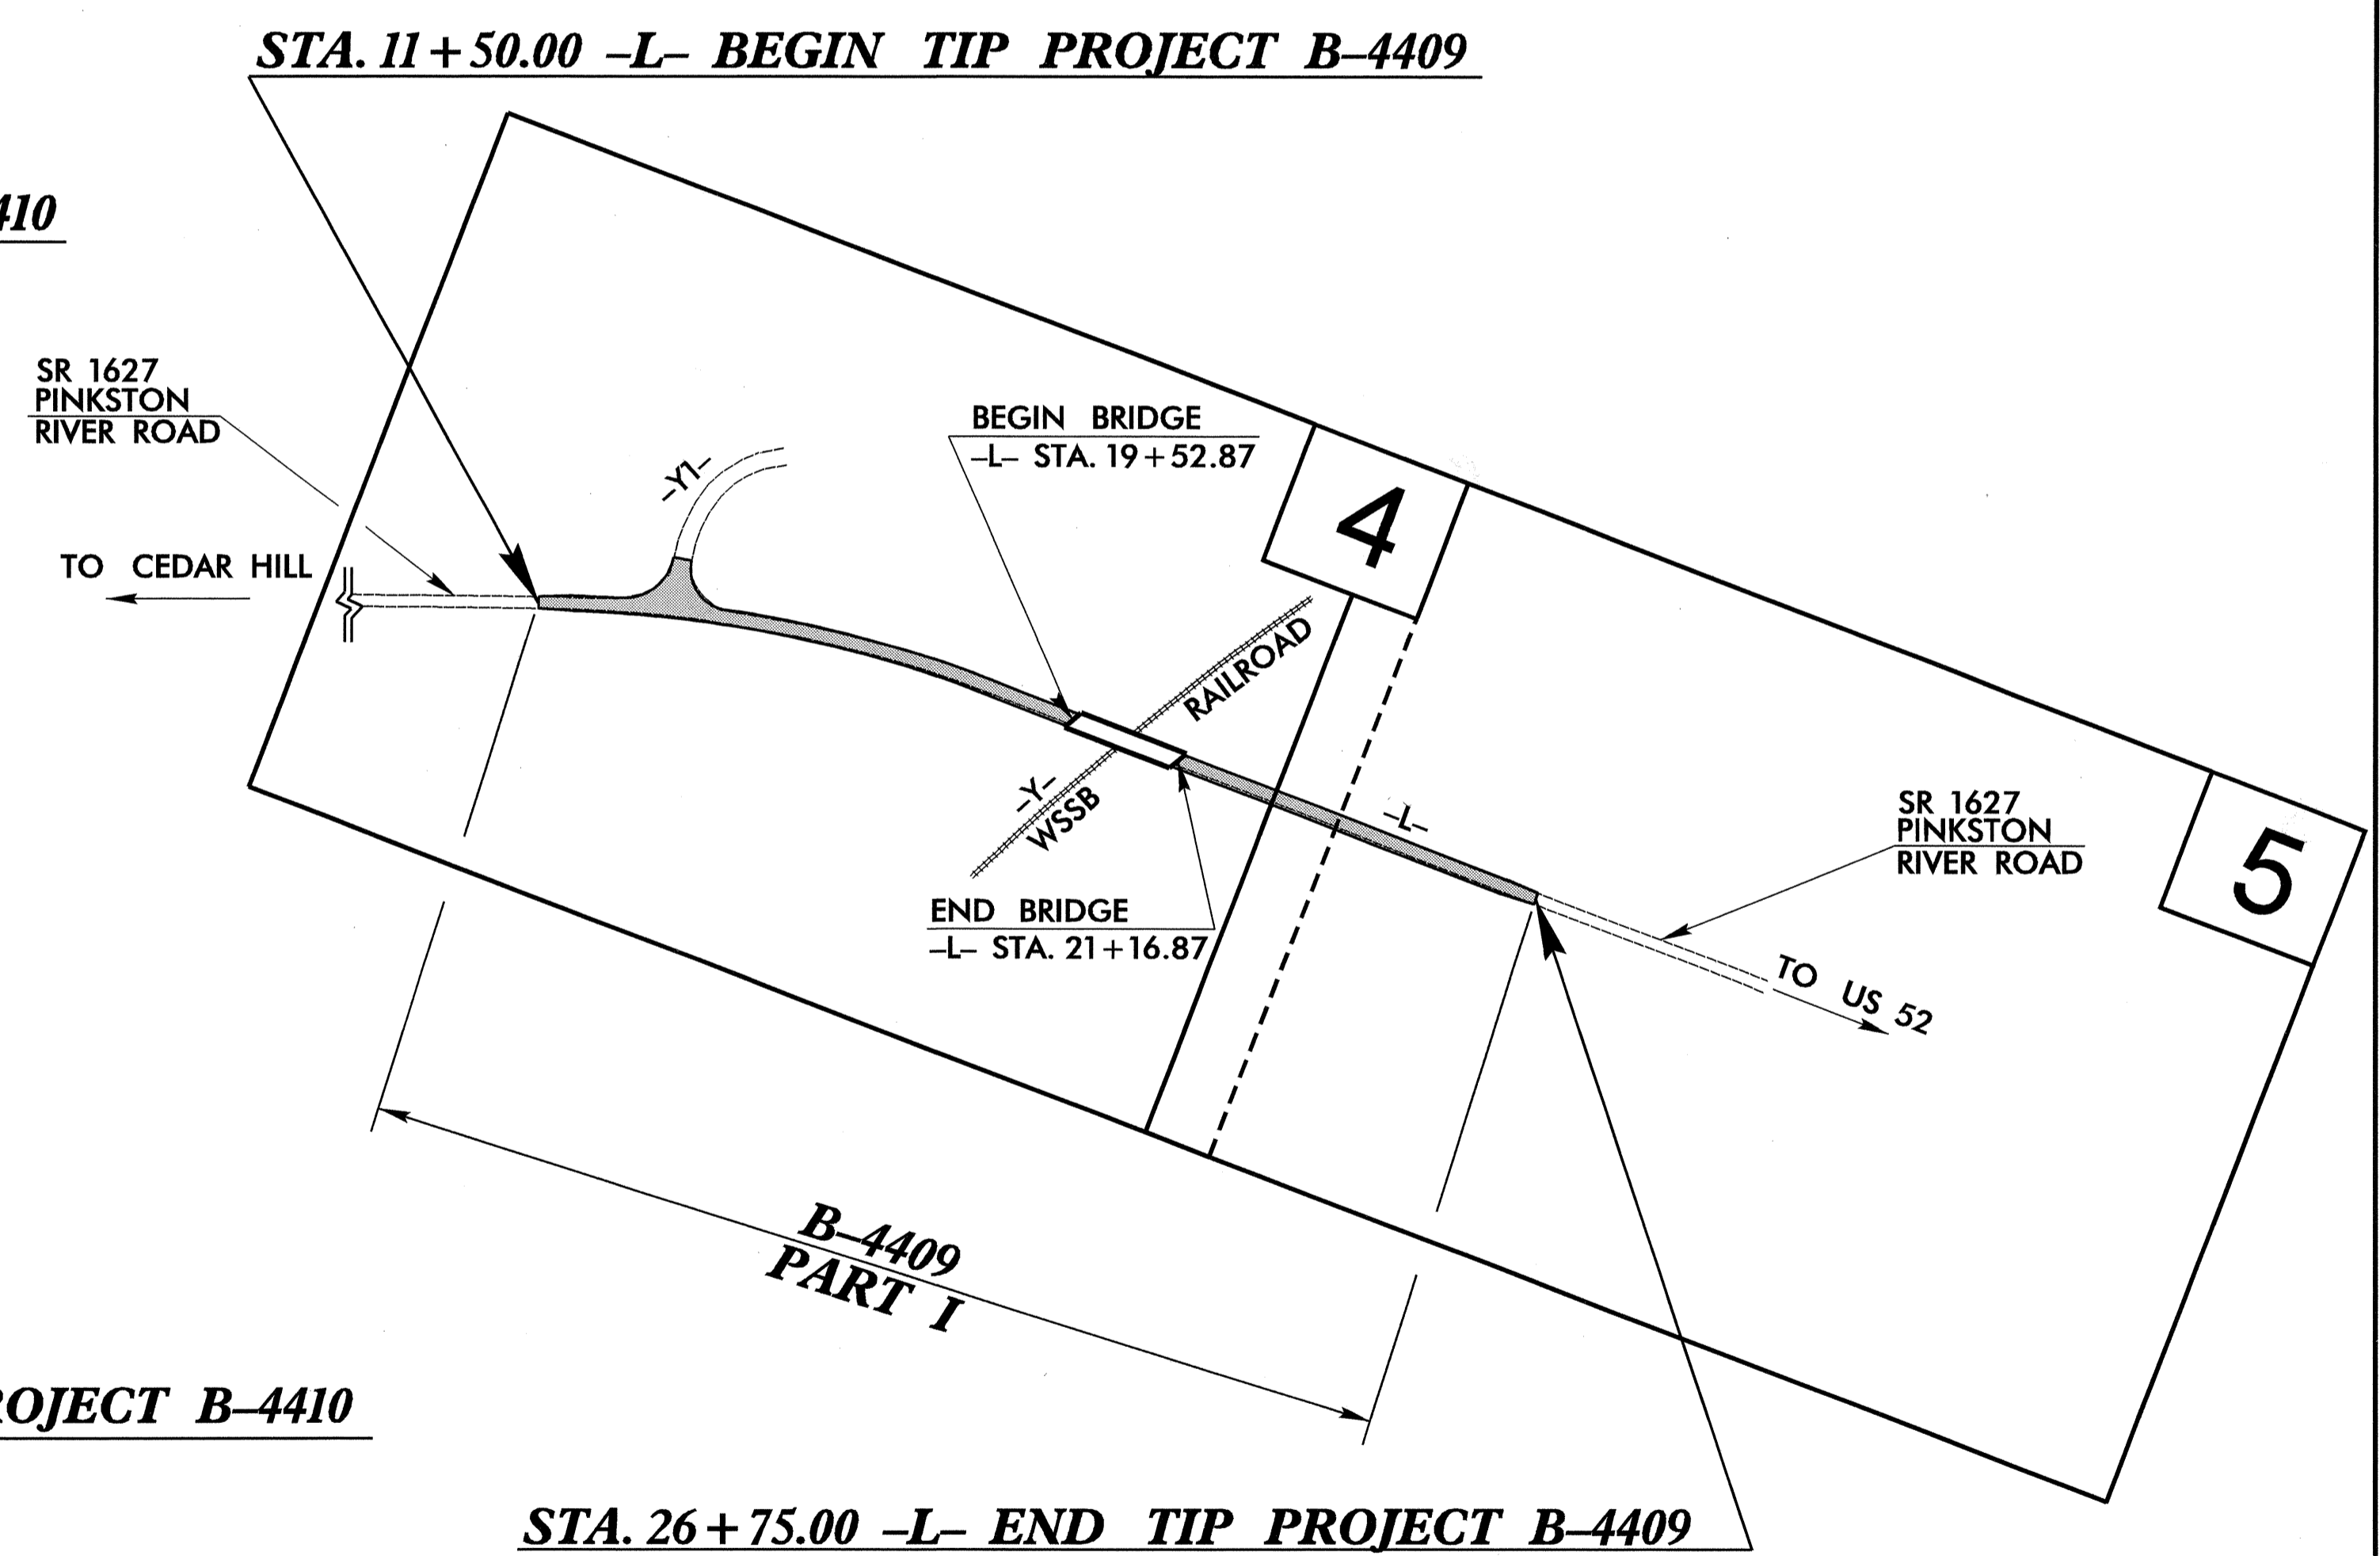 STA. 11+50.00 –L– BEGIN TIP PROJECT B–4409
410
SR 1627
PINKSTON
RIVER ROAD
TO CEDAR HILL
–Y1–
BEGIN BRIDGE
–L– STA. 19+52.87
4
RAILROAD
–Y–
WSSB
–L–
END BRIDGE
–L– STA. 21+16.87
SR 1627
PINKSTON
RIVER ROAD
5
TO US 52
B–4409
PART I
OJECT B–4410
STA. 26+75.00 –L– END TIP PROJECT B–4409